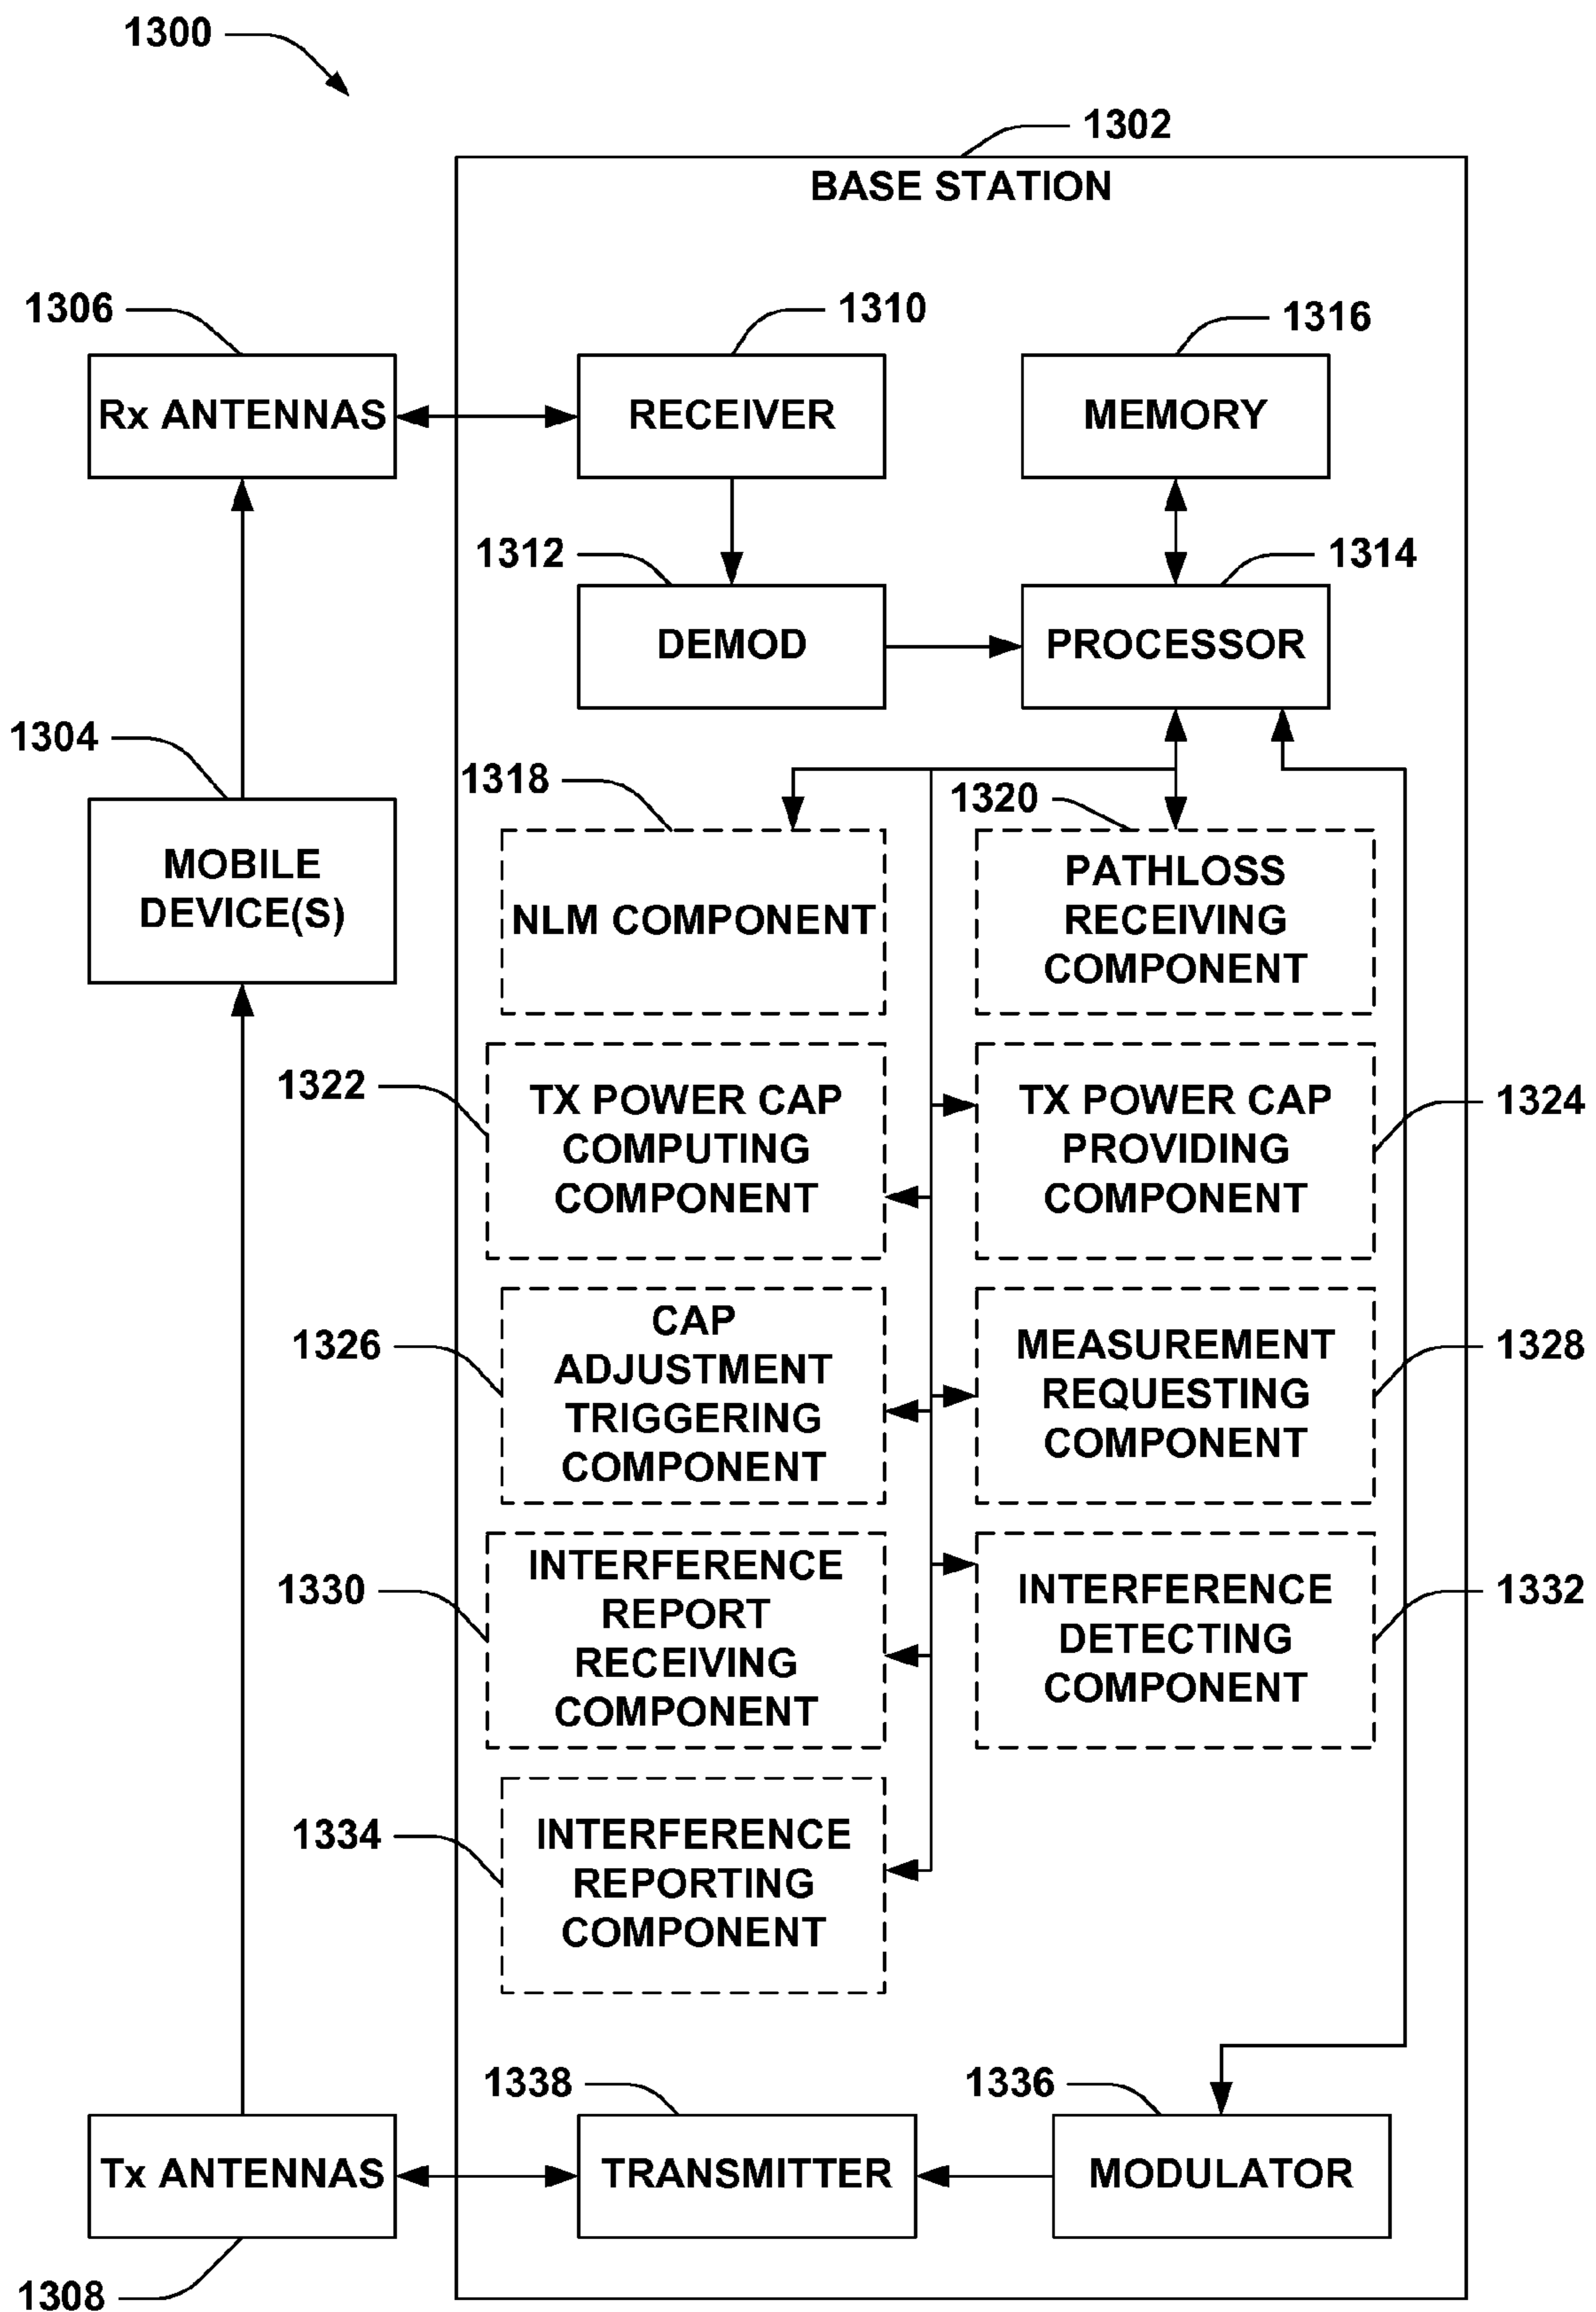 1300
1302
BASE STATION
1306
1310
1316
Rx ANTENNAS
RECEIVER
MEMORY
1312
1314
DEMOD
PROCESSOR
1304
MOBILE
DEVICE(S)
1318
1320
NLM COMPONENT
PATHLOSS
RECEIVING
COMPONENT
1322
TX POWER CAP
COMPUTING
COMPONENT
TX POWER CAP
PROVIDING
COMPONENT
1324
1326
CAP
ADJUSTMENT
TRIGGERING
COMPONENT
MEASUREMENT
REQUESTING
COMPONENT
1328
1330
INTERFERENCE
REPORT
RECEIVING
COMPONENT
INTERFERENCE
DETECTING
COMPONENT
1332
1334
INTERFERENCE
REPORTING
COMPONENT
1338
1336
Tx ANTENNAS
TRANSMITTER
MODULATOR
1308